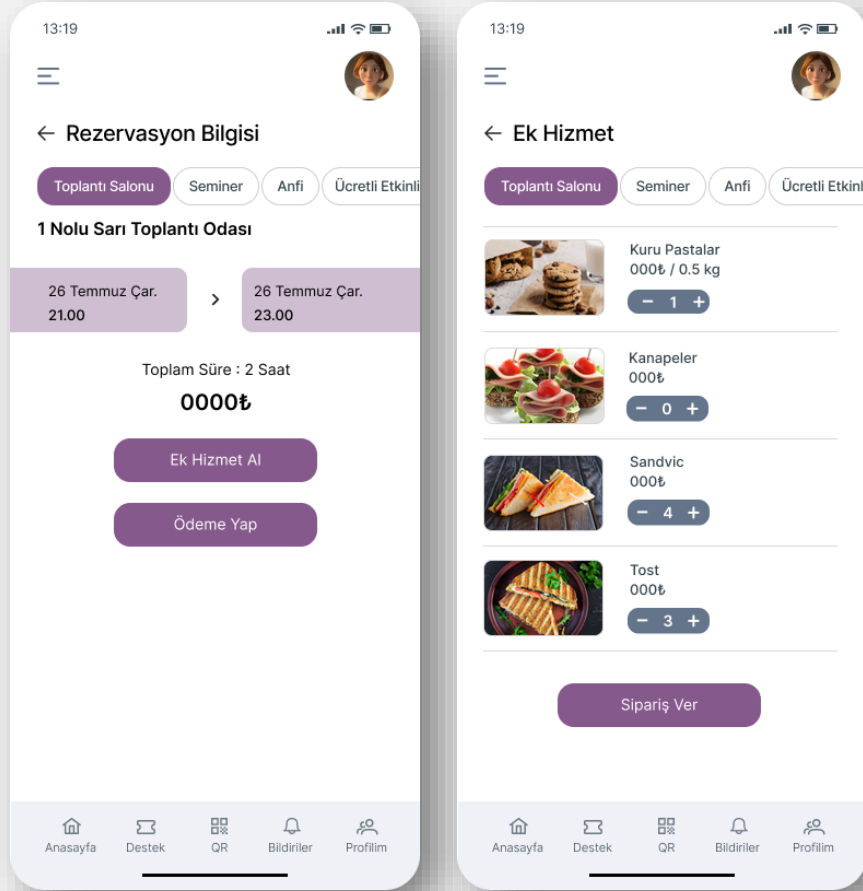 13:19
Rezervasyon Bilgisi
Toplantı Salonu
Seminer
Anfi
Ücretli Etkinli
1 Nolu Sarı Toplantı Odası
26 Temmuz Çar.
21.00
26 Temmuz Çar.
23.00
Toplam Süre : 2 Saat
0000₺
Ek Hizmet Al
Ödeme Yap
Anasayfa
Destek
QR
Bildiriler
Profilim
13:19
Ek Hizmet
Toplantı Salonu
Seminer
Anfi
Ücretli Etkinl
Kuru Pastalar
000₺ / 0.5 kg
− 1 +
Kanapeler
000₺
− 0 +
Sandvic
000₺
− 4 +
Tost
000₺
− 3 +
Sipariş Ver
Anasayfa
Destek
QR
Bildiriler
Profilim